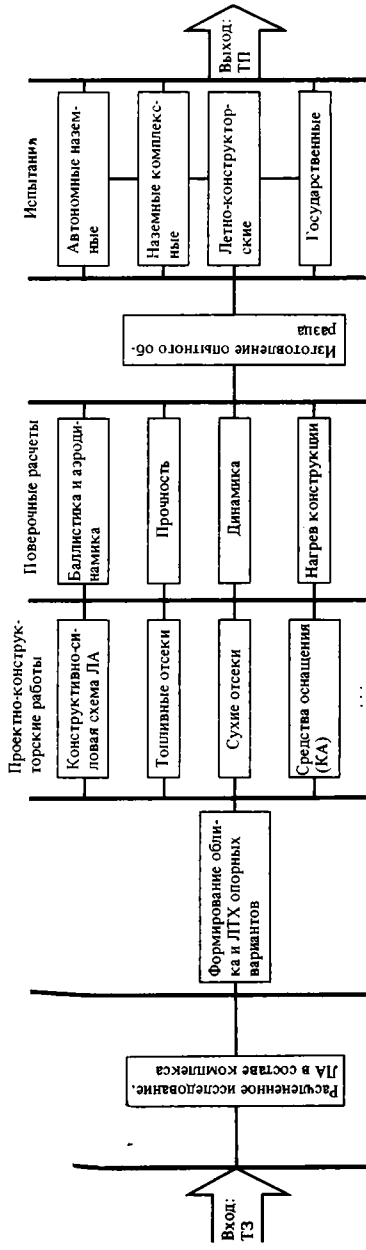 Вход:
ТЗ
Расчлененное исследование.
ЛА в составе комплекса
Формирование обли-
ка и ЛТХ опорных
вариантов
Проектно-конструк-
торские работы
Конструктивно-си-
ловая схема ЛА
Топливные отсеки
Сухие отсеки
Средства оснащения
(КА)
. . .
Поверочные расчеты
Баллистика и аэроди-
намика
Прочность
Динамика
Нагрев конструкции
Изготовление опытного об-
разца
Испытания
Автономные назем-
ные
Наземные комплекс-
ные
Летно-конструктор-
ские
Государственные
Выход:
ТП